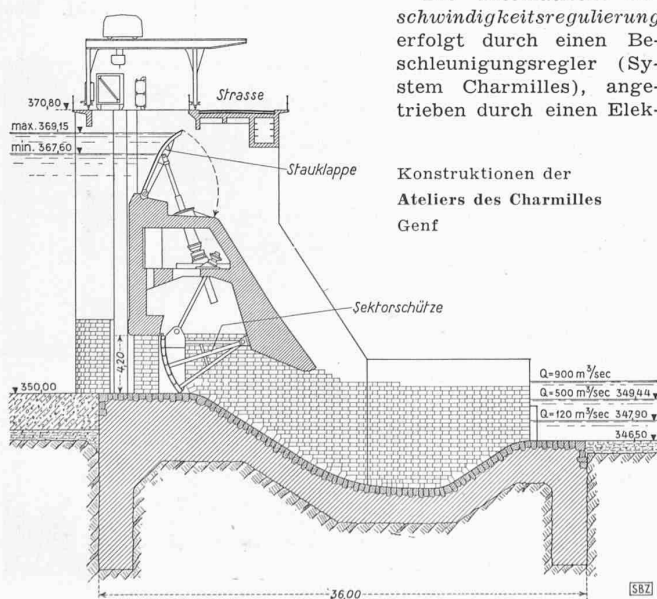 schwindigkeitsregulierung
erfolgt durch einen Be-
schleunigungsregler (Sy-
stem Charmilles), ange-
trieben durch einen Elek-
Konstruktionen der
Ateliers des Charmilles
Genf
Strasse
370,80
max. 369,15
min. 367,60
Stauklappe
Sektorschütze
4,20
350,00
Q=900 m³/sec
Q=500 m³/sec 349,44
Q=120 m³/sec 347,90
346,50
36,00
SBZ